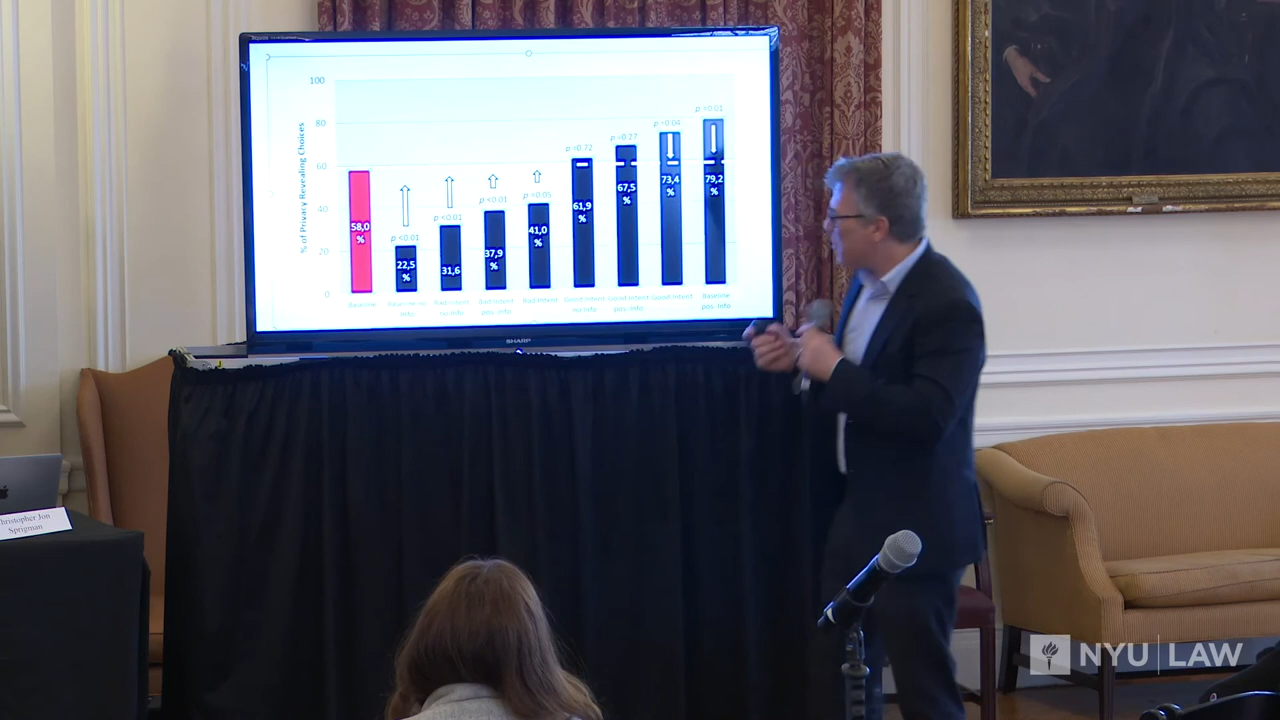 100
80
60
40
20
0
% of Privacy Revealing Choices
58,0
%
p <0.01
22,5
%
p <0.01
31,6
p <0.01
37,9
%
p <0.05
41,0
%
p =0.72
61,9
%
p =0.27
67,5
%
p =0.04
73,4
%
p <0.01
79,2
%
Baseline
Baseline no
info.
Bad Intent
no info
Bad Intent
pos. info.
Bad Intent
Good Intent
no info
Good Intent
pos. info.
Good Intent
Baseline
pos. info.
SHARP
Christopher Jon
Sprigman
NYU LAW